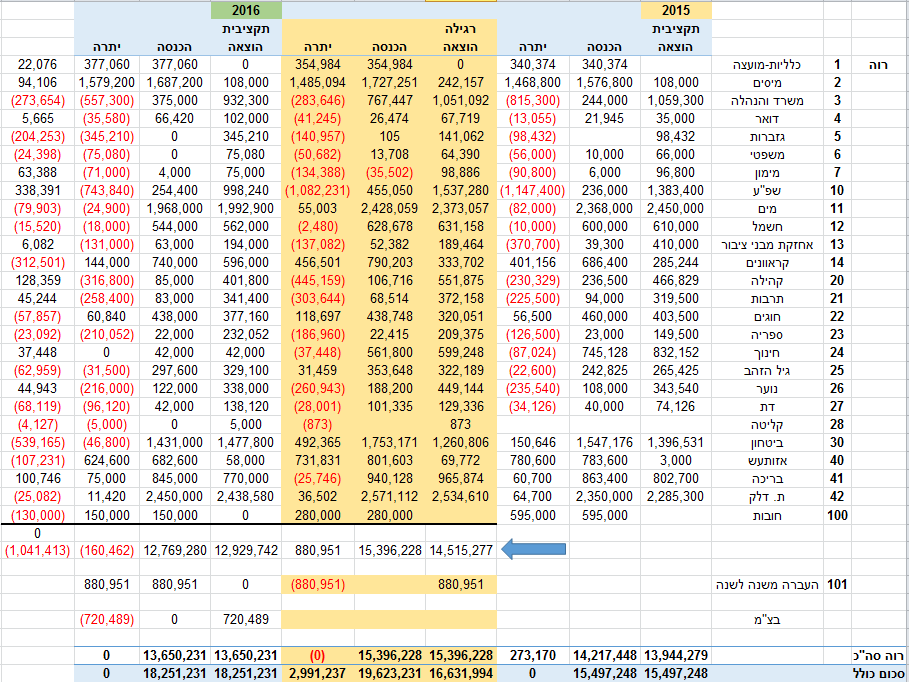 2015 2016
תקציבית רגילה תקציבית
הוצאה הכנסה יתרה הוצאה הכנסה יתרה הוצאה הכנסה יתרה
רוה 1 כלליות-מועצה 340,374 340,374 0 354,984 354,984 0 377,060 377,060 22,076
2 מיסים 108,000 1,576,800 1,468,800 242,157 1,727,251 1,485,094 108,000 1,687,200 1,579,200 94,106
3 משרד והנהלה 1,059,300 244,000 (815,300) 1,051,092 767,447 (283,646) 932,300 375,000 (557,300) (273,654)
4 דואר 35,000 21,945 (13,055) 67,719 26,474 (41,245) 102,000 66,420 (35,580) 5,665
5 גזברות 98,432 (98,432) 141,062 105 (140,957) 345,210 0 (345,210) (204,253)
6 משפטי 66,000 10,000 (56,000) 64,390 13,708 (50,682) 75,080 0 (75,080) (24,398)
7 מימון 96,800 6,000 (90,800) 98,886 (35,502) (134,388) 75,000 4,000 (71,000) 63,388
10 שפ"ע 1,383,400 236,000 (1,147,400) 1,537,280 455,050 (1,082,231) 998,240 254,400 (743,840) 338,391
11 מים 2,450,000 2,368,000 (82,000) 2,373,057 2,428,059 55,003 1,992,900 1,968,000 (24,900) (79,903)
12 חשמל 610,000 600,000 (10,000) 631,158 628,678 (2,480) 562,000 544,000 (18,000) (15,520)
13 אחזקת מבני ציבור 410,000 39,300 (370,700) 189,464 52,382 (137,082) 194,000 63,000 (131,000) 6,082
14 קראוונים 285,244 686,400 401,156 333,702 790,203 456,501 596,000 740,000 144,000 (312,501)
20 קהילה 466,829 236,500 (230,329) 551,875 106,716 (445,159) 401,800 85,000 (316,800) 128,359
21 תרבות 319,500 94,000 (225,500) 372,158 68,514 (303,644) 341,400 83,000 (258,400) 45,244
22 חוגים 403,500 460,000 56,500 320,051 438,748 118,697 377,160 438,000 60,840 (57,857)
23 ספריה 149,500 23,000 (126,500) 209,375 22,415 (186,960) 232,052 22,000 (210,052) (23,092)
24 חינוך 832,152 745,128 (87,024) 599,248 561,800 (37,448) 42,000 42,000 0 37,448
25 גיל הזהב 265,425 242,825 (22,600) 322,189 353,648 31,459 329,100 297,600 (31,500) (62,959)
26 נוער 343,540 108,000 (235,540) 449,144 188,200 (260,943) 338,000 122,000 (216,000) 44,943
27 דת 74,126 40,000 (34,126) 129,336 101,335 (28,001) 138,120 42,000 (96,120) (68,119)
28 קליטה 873 (873) 5,000 0 (5,000) (4,127)
30 ביטחון 1,396,531 1,547,176 150,646 1,260,806 1,753,171 492,365 1,477,800 1,431,000 (46,800) (539,165)
40 אזותעש 3,000 783,600 780,600 69,772 801,603 731,831 58,000 682,600 624,600 (107,231)
41 בריכה 802,700 863,400 60,700 965,874 940,128 (25,746) 770,000 845,000 75,000 100,746
42 ת. דלק 2,285,300 2,350,000 64,700 2,534,610 2,571,112 36,502 2,438,580 2,450,000 11,420 (25,082)
100 חובות 595,000 595,000 280,000 280,000 0 150,000 150,000 (130,000)
0
14,515,277 15,396,228 880,951 12,929,742 12,769,280 (160,462) (1,041,413)
101 העברה משנה לשנה 880,951 (880,951) 0 880,951 880,951
בצ"מ 720,489 0 (720,489)
רוה סה"כ 13,944,279 14,217,448 273,170 15,396,228 15,396,228 (0) 13,650,231 13,650,231 0
סכום כולל 15,497,248 15,497,248 0 16,631,994 19,623,231 2,991,237 18,251,231 18,251,231 0